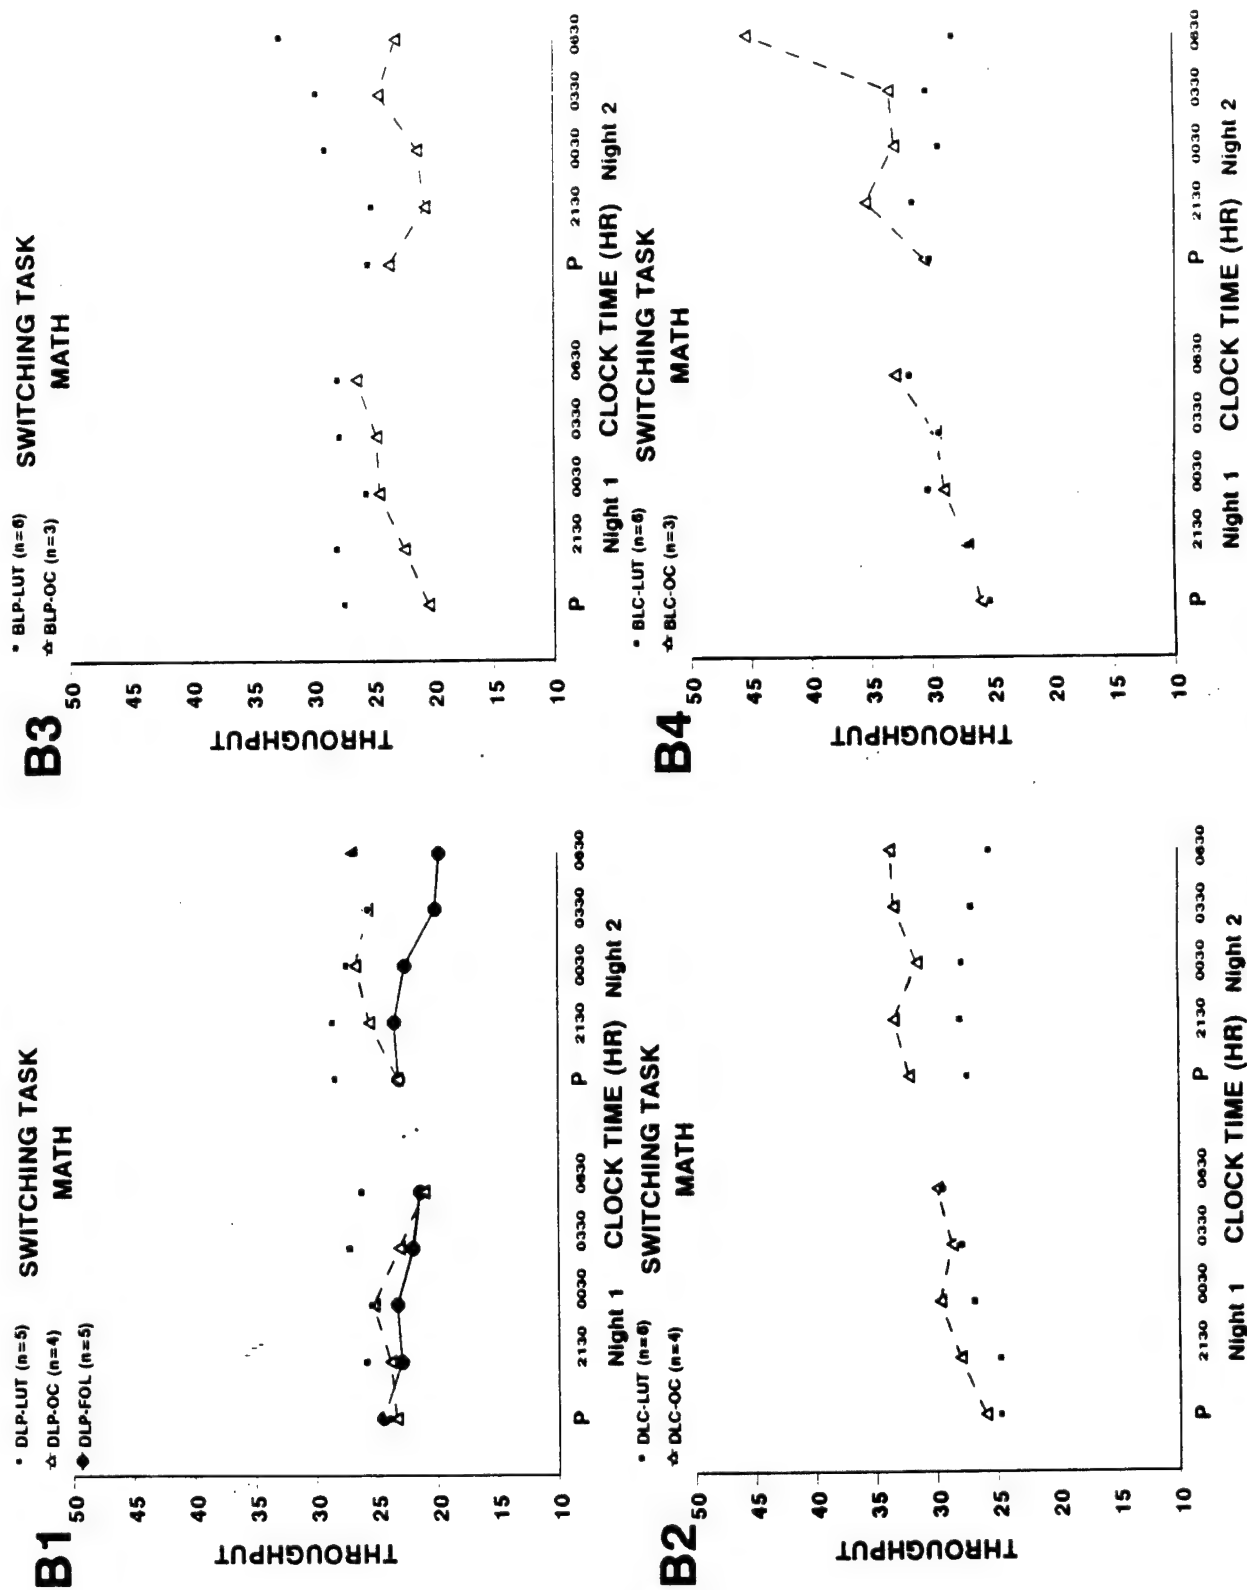 B1
• DLP-LUT (n=5)
△ DLP-OC (n=4)
● DLP-FOL (n=5)
SWITCHING TASK
MATH
THROUGHPUT
50
45
40
35
30
25
20
15
10
P 2130 0030 0330 0630 P 2130 0030 0330 0630
Night 1 CLOCK TIME (HR) Night 2
B2
• DLC-LUT (n=6)
△ DLC-OC (n=4)
SWITCHING TASK
MATH
THROUGHPUT
50
45
40
35
30
25
20
15
10
P 2130 0030 0330 0630 P 2130 0030 0330 0630
Night 1 CLOCK TIME (HR) Night 2
B3
• BLP-LUT (n=6)
△ BLP-OC (n=3)
SWITCHING TASK
MATH
THROUGHPUT
50
45
40
35
30
25
20
15
10
P 2130 0030 0330 0630 P 2130 0030 0330 0630
Night 1 CLOCK TIME (HR) Night 2
B4
• BLC-LUT (n=6)
△ BLC-OC (n=3)
SWITCHING TASK
MATH
THROUGHPUT
50
45
40
35
30
25
20
15
10
P 2130 0030 0330 0630 P 2130 0030 0330 0630
Night 1 CLOCK TIME (HR) Night 2